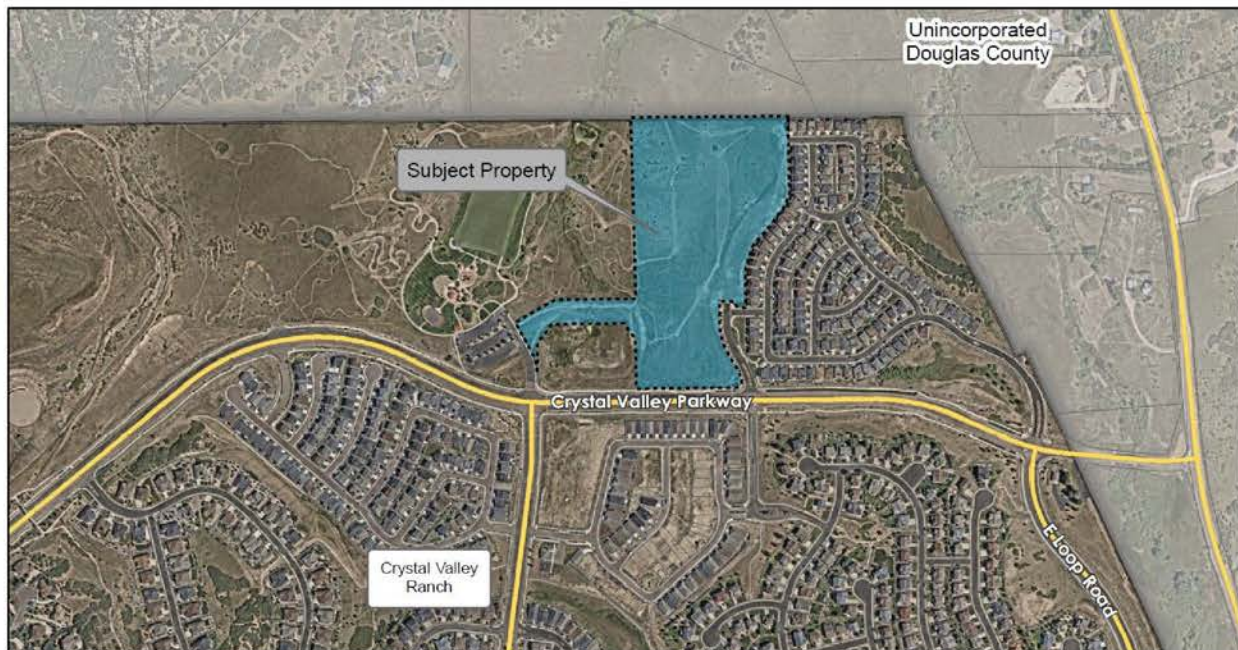 Unincorporated
Douglas County
Subject Property
Crystal Valley Parkway
Crystal Valley
Ranch
E Loop Road